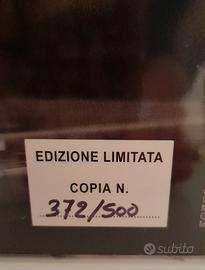 EDIZIONE LIMITATA
COPIA N.
372/500
subito